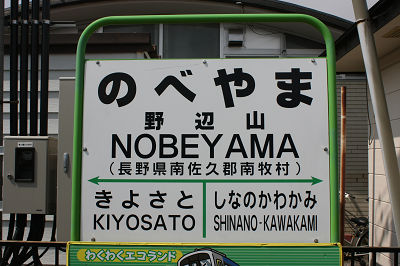 のべやま
野辺山
NOBEYAMA
(長野県南佐久郡南牧村)
きよさと しなのかわかみ
KIYOSATO SHINANO-KAWAKAMI
わくわくエコランド